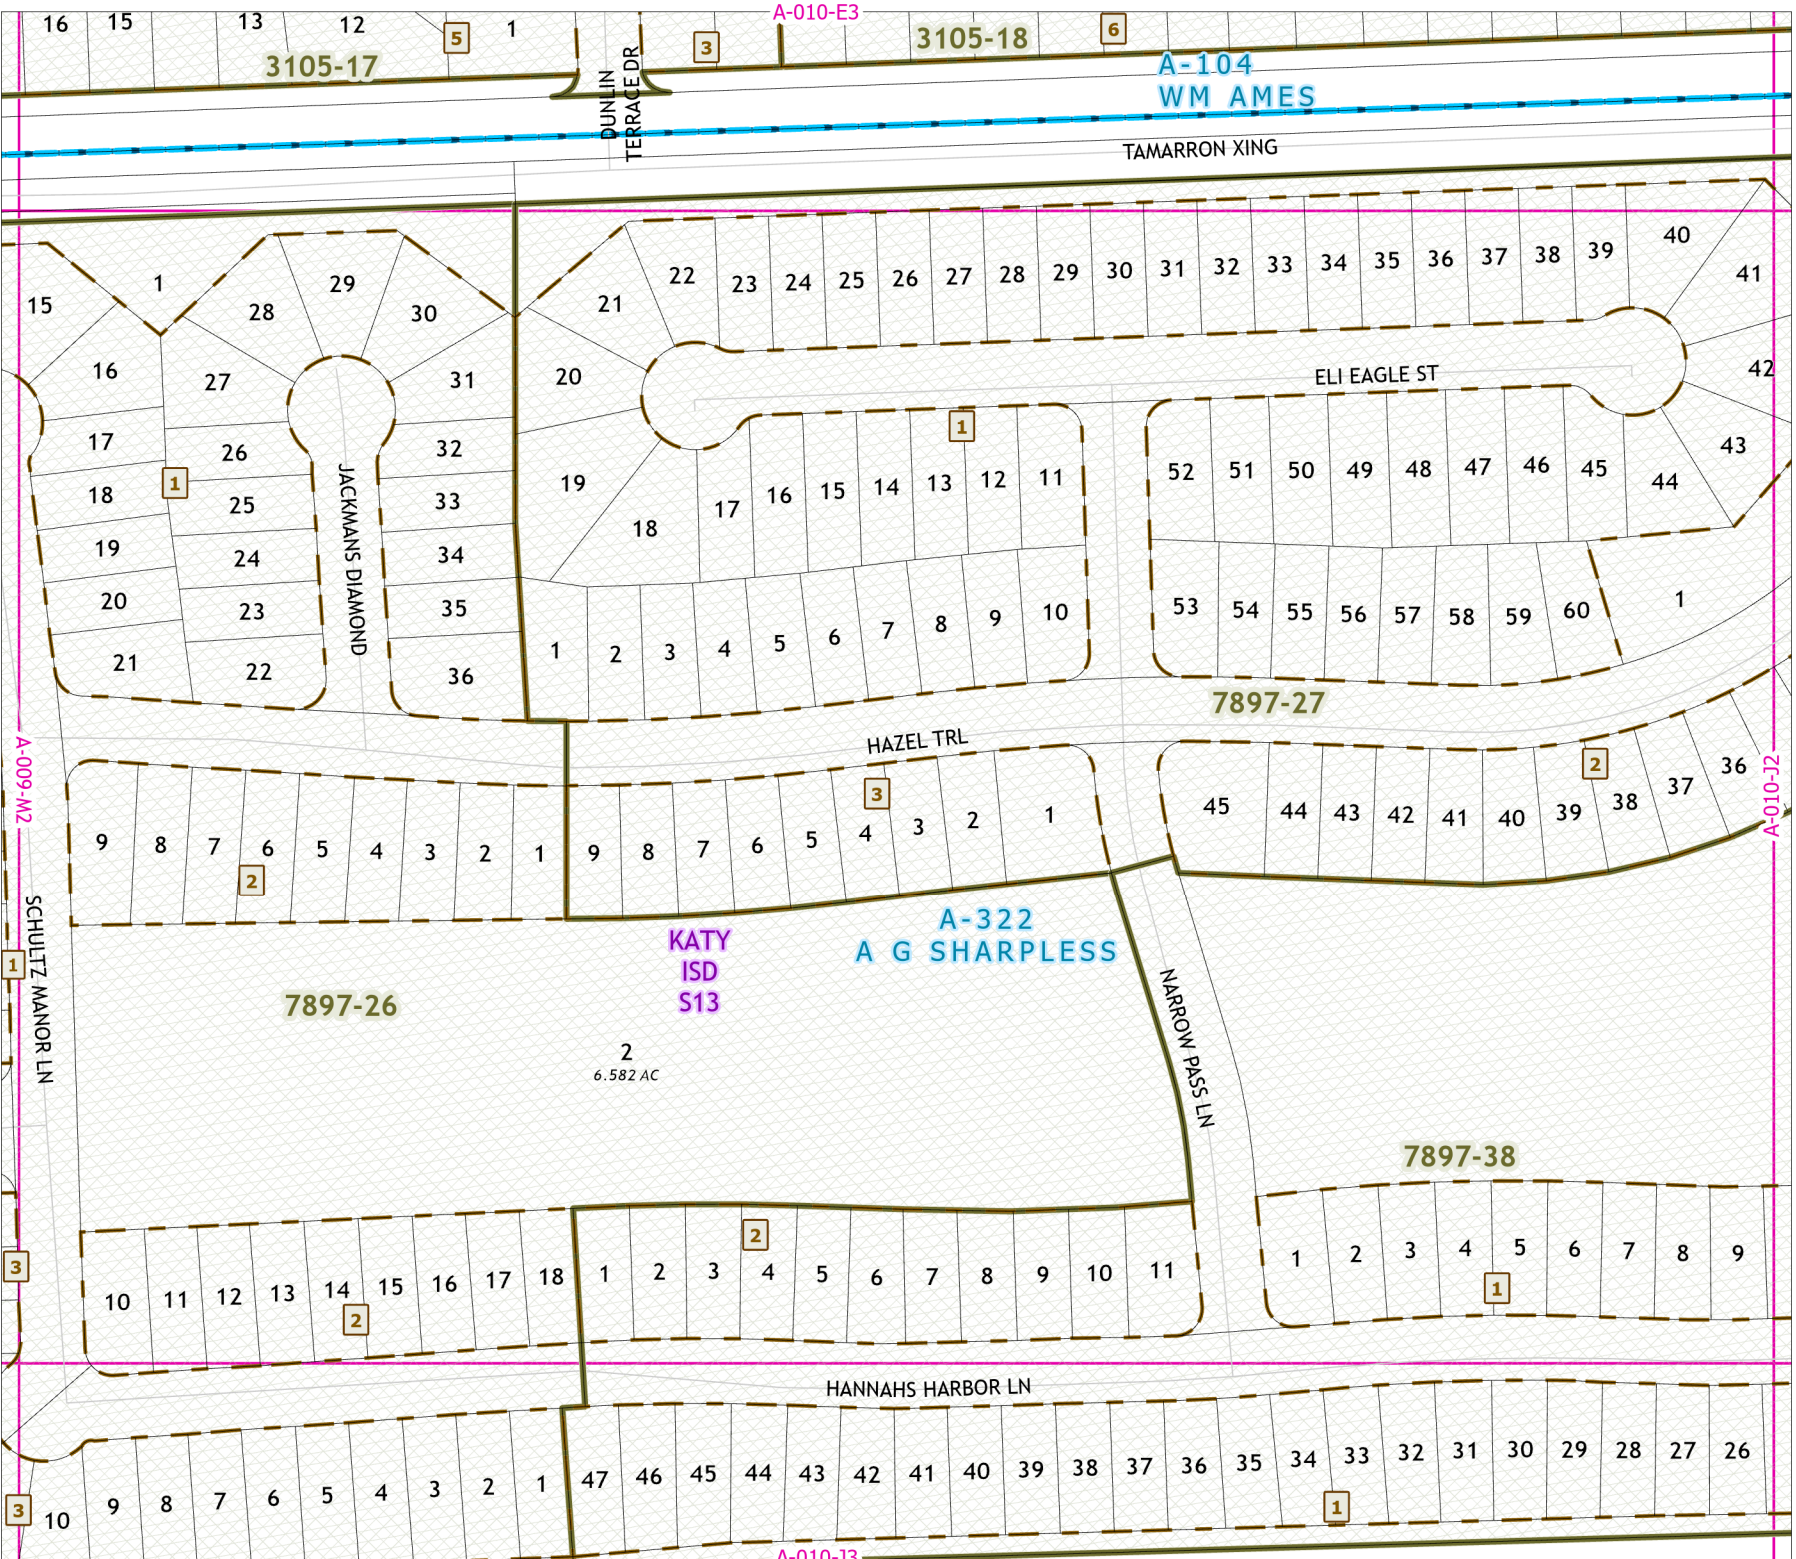 A-010-E3
16 15 13 12 5 1 3 6
3105-17
3105-18
DUNLIN
TERRACE DR
A-104
WM AMES
TAMARRON XING
15 1 28 29 30
16 27 31
17 26 32
18 1 25 33
19 24 34
20 23 35
21 22 36
JACKMANS DIAMOND
21 22 23 24 25 26 27 28 29 30 31 32 33 34 35 36 37 38 39 40
41
42
43
44
20
ELI EAGLE ST
1
19 18 17 16 15 14 13 12 11
52 51 50 49 48 47 46 45
1 2 3 4 5 6 7 8 9 10
53 54 55 56 57 58 59 60 1
7897-27
HAZEL TRL
A-009-M2
A-010-J2
9 8 7 6 5 4 3 2 1
2
9 8 7 6 5 4 3 2 1
3
45 44 43 42 41 40 39 38 37 36
2
SCHULTZ MANOR LN
1
A-322
A G SHARPLESS
KATY
ISD
S13
7897-26
2
6.582 AC
NARROW PASS LN
7897-38
3
10 11 12 13 14 15 16 17 18
2
1 2 3 4 5 6 7 8 9 10 11
2
1 2 3 4 5 6 7 8 9
1
HANNAHS HARBOR LN
3
10 9 8 7 6 5 4 3 2 1
47 46 45 44 43 42 41 40 39 38 37 36 35 34 33 32 31 30 29 28 27 26
1
A-010-J3